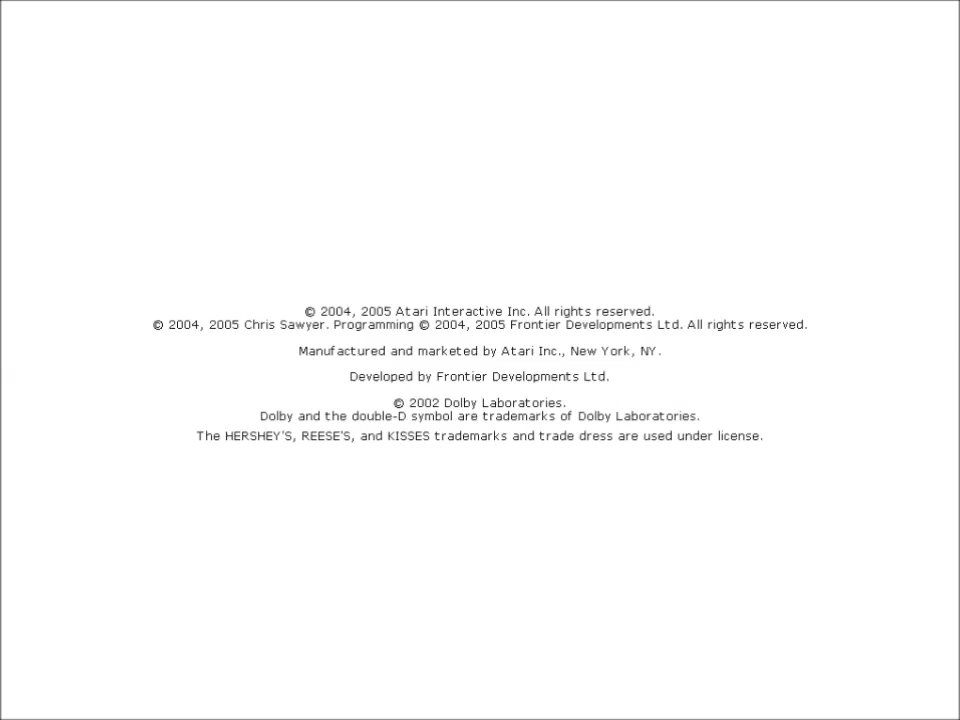 © 2004, 2005 Atari Interactive Inc. All rights reserved.
© 2004, 2005 Chris Sawyer. Programming © 2004, 2005 Frontier Developments Ltd. All rights reserved.
Manufactured and marketed by Atari Inc., New York, NY.
Developed by Frontier Developments Ltd.
© 2002 Dolby Laboratories.
Dolby and the double-D symbol are trademarks of Dolby Laboratories.
The HERSHEY'S, REESE'S, and KISSES trademarks and trade dress are used under license.